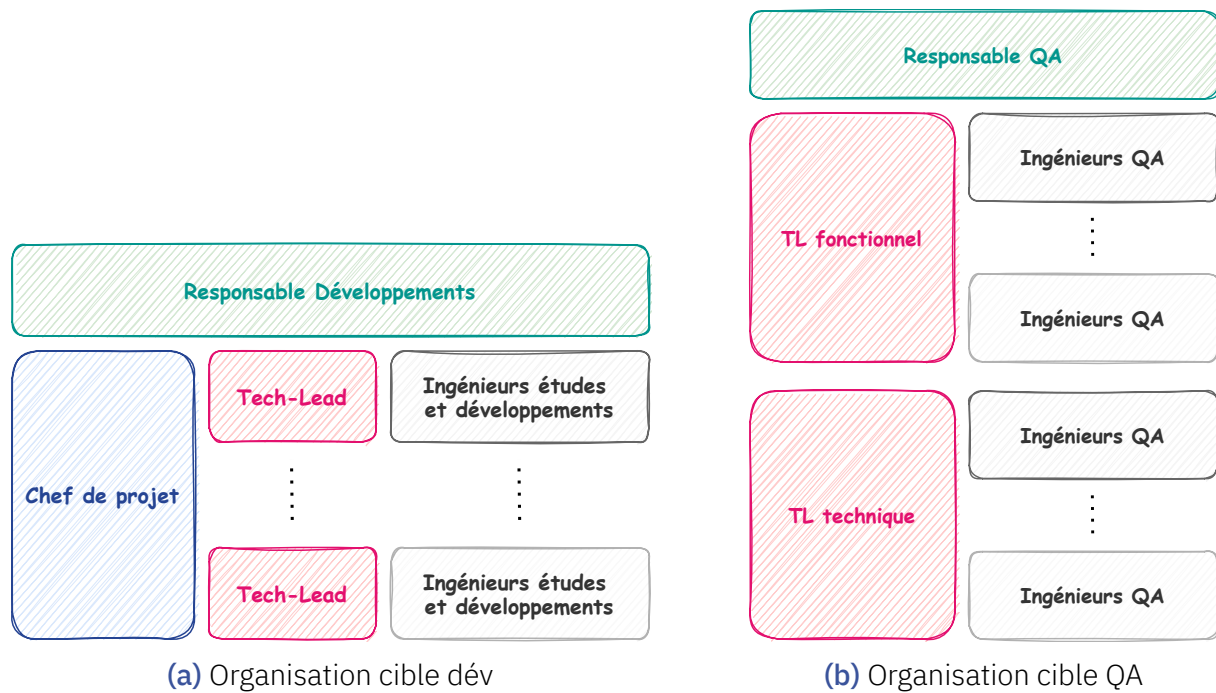 Responsable Développements
Chef de projet
Tech-Lead
Ingénieurs études
et développements
Tech-Lead
Ingénieurs études
et développements
(a) Organisation cible dév
Responsable QA
TL fonctionnel
Ingénieurs QA
Ingénieurs QA
TL technique
Ingénieurs QA
Ingénieurs QA
(b) Organisation cible QA